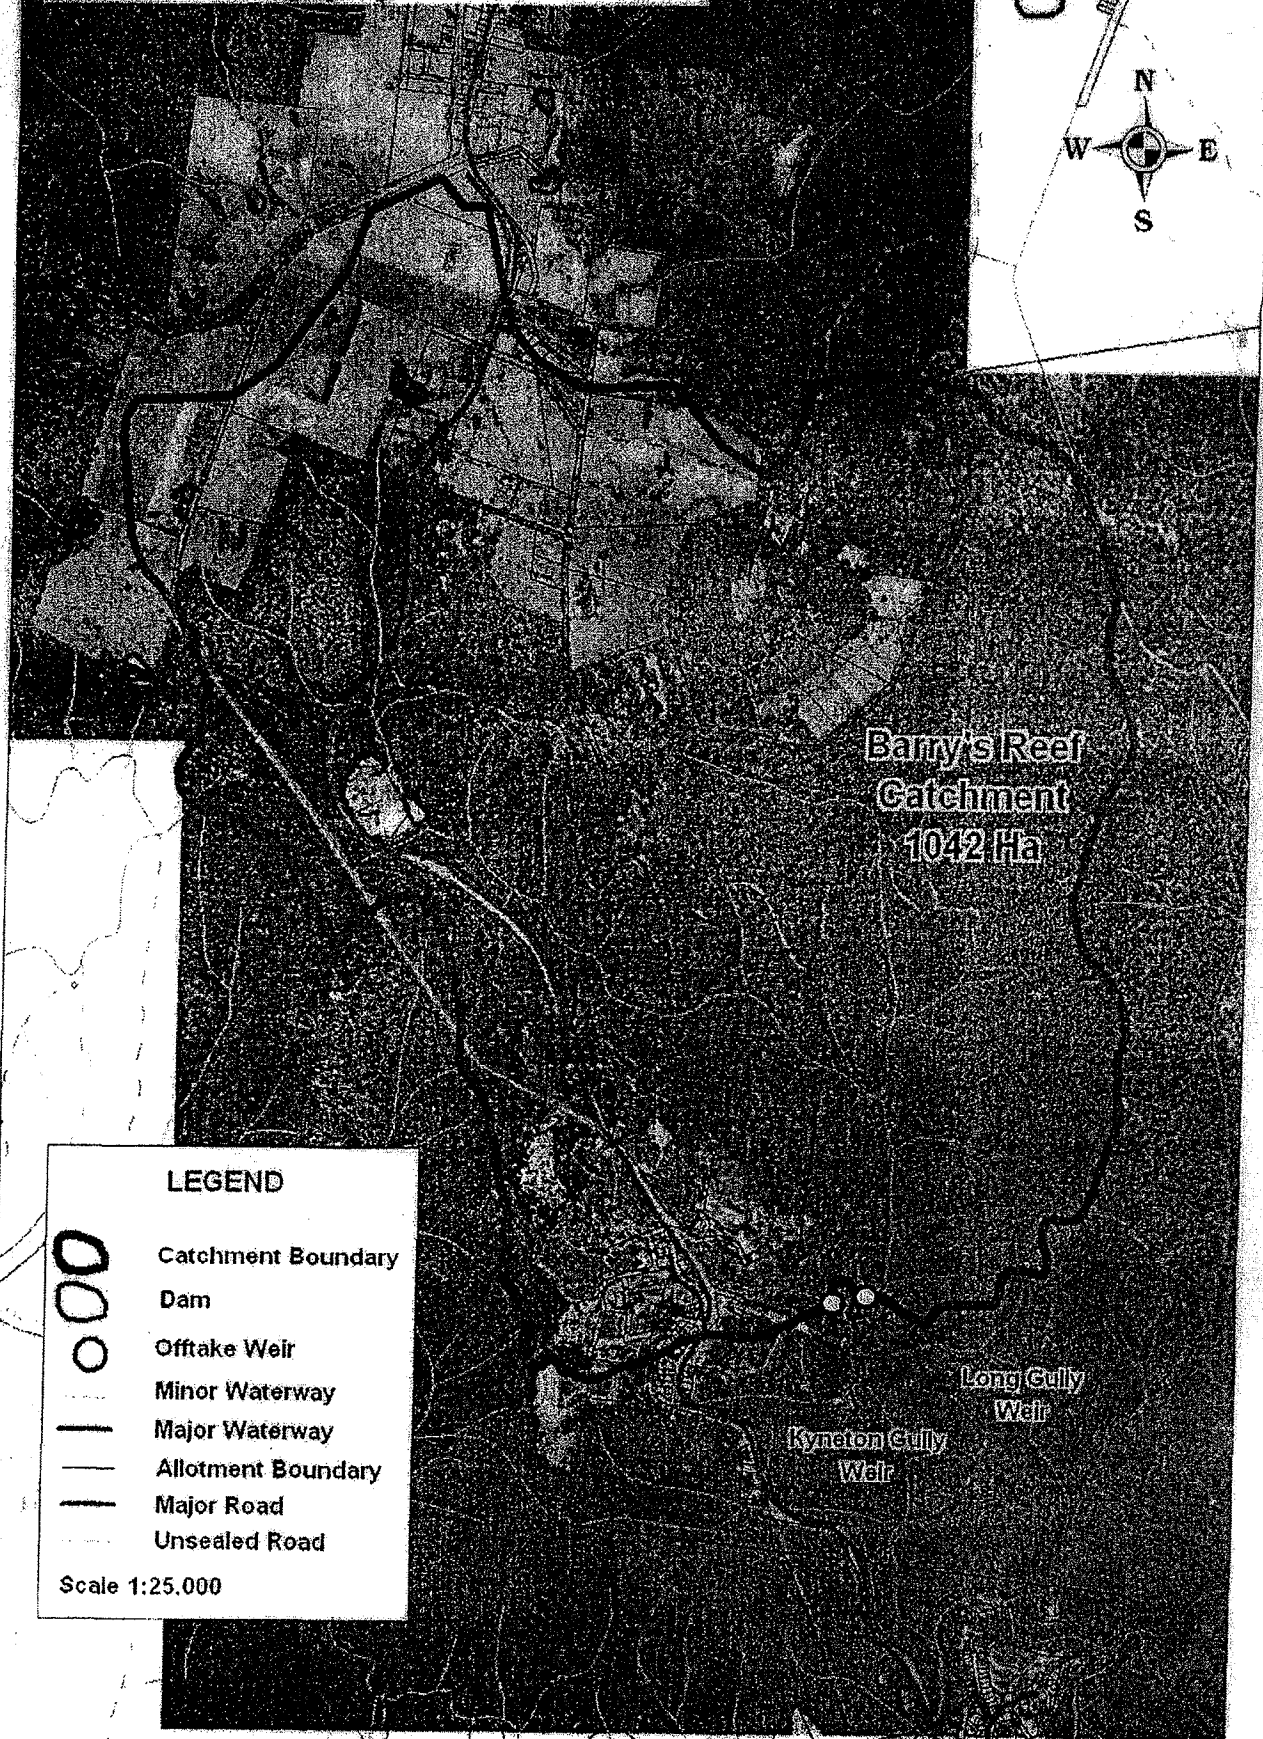 N
W
E
S
Barry's Reef
Catchment
1042 Ha
Long Gully
Weir
Kyneton Gully
Weir
LEGEND
Catchment Boundary
Dam
Offtake Weir
Minor Waterway
Major Waterway
Allotment Boundary
Major Road
Unsealed Road
Scale 1:25,000